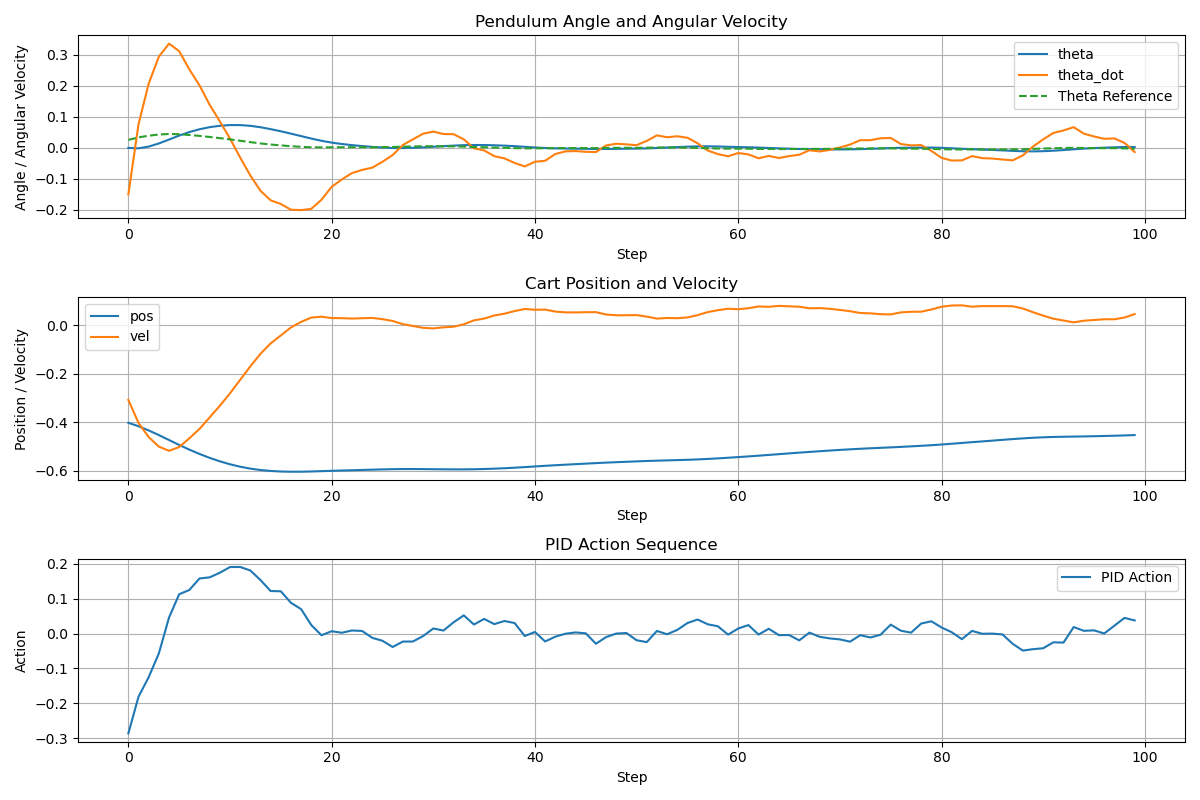 Pendulum Angle and Angular Velocity
Angle / Angular Velocity
0.3
0.2
0.1
0.0
−0.1
−0.2
theta
theta_dot
Theta Reference
0 20 40 60 80 100
Step
Cart Position and Velocity
Position / Velocity
0.0
−0.2
−0.4
−0.6
pos
vel
0 20 40 60 80 100
Step
PID Action Sequence
Action
0.2
0.1
0.0
−0.1
−0.2
−0.3
PID Action
0 20 40 60 80 100
Step